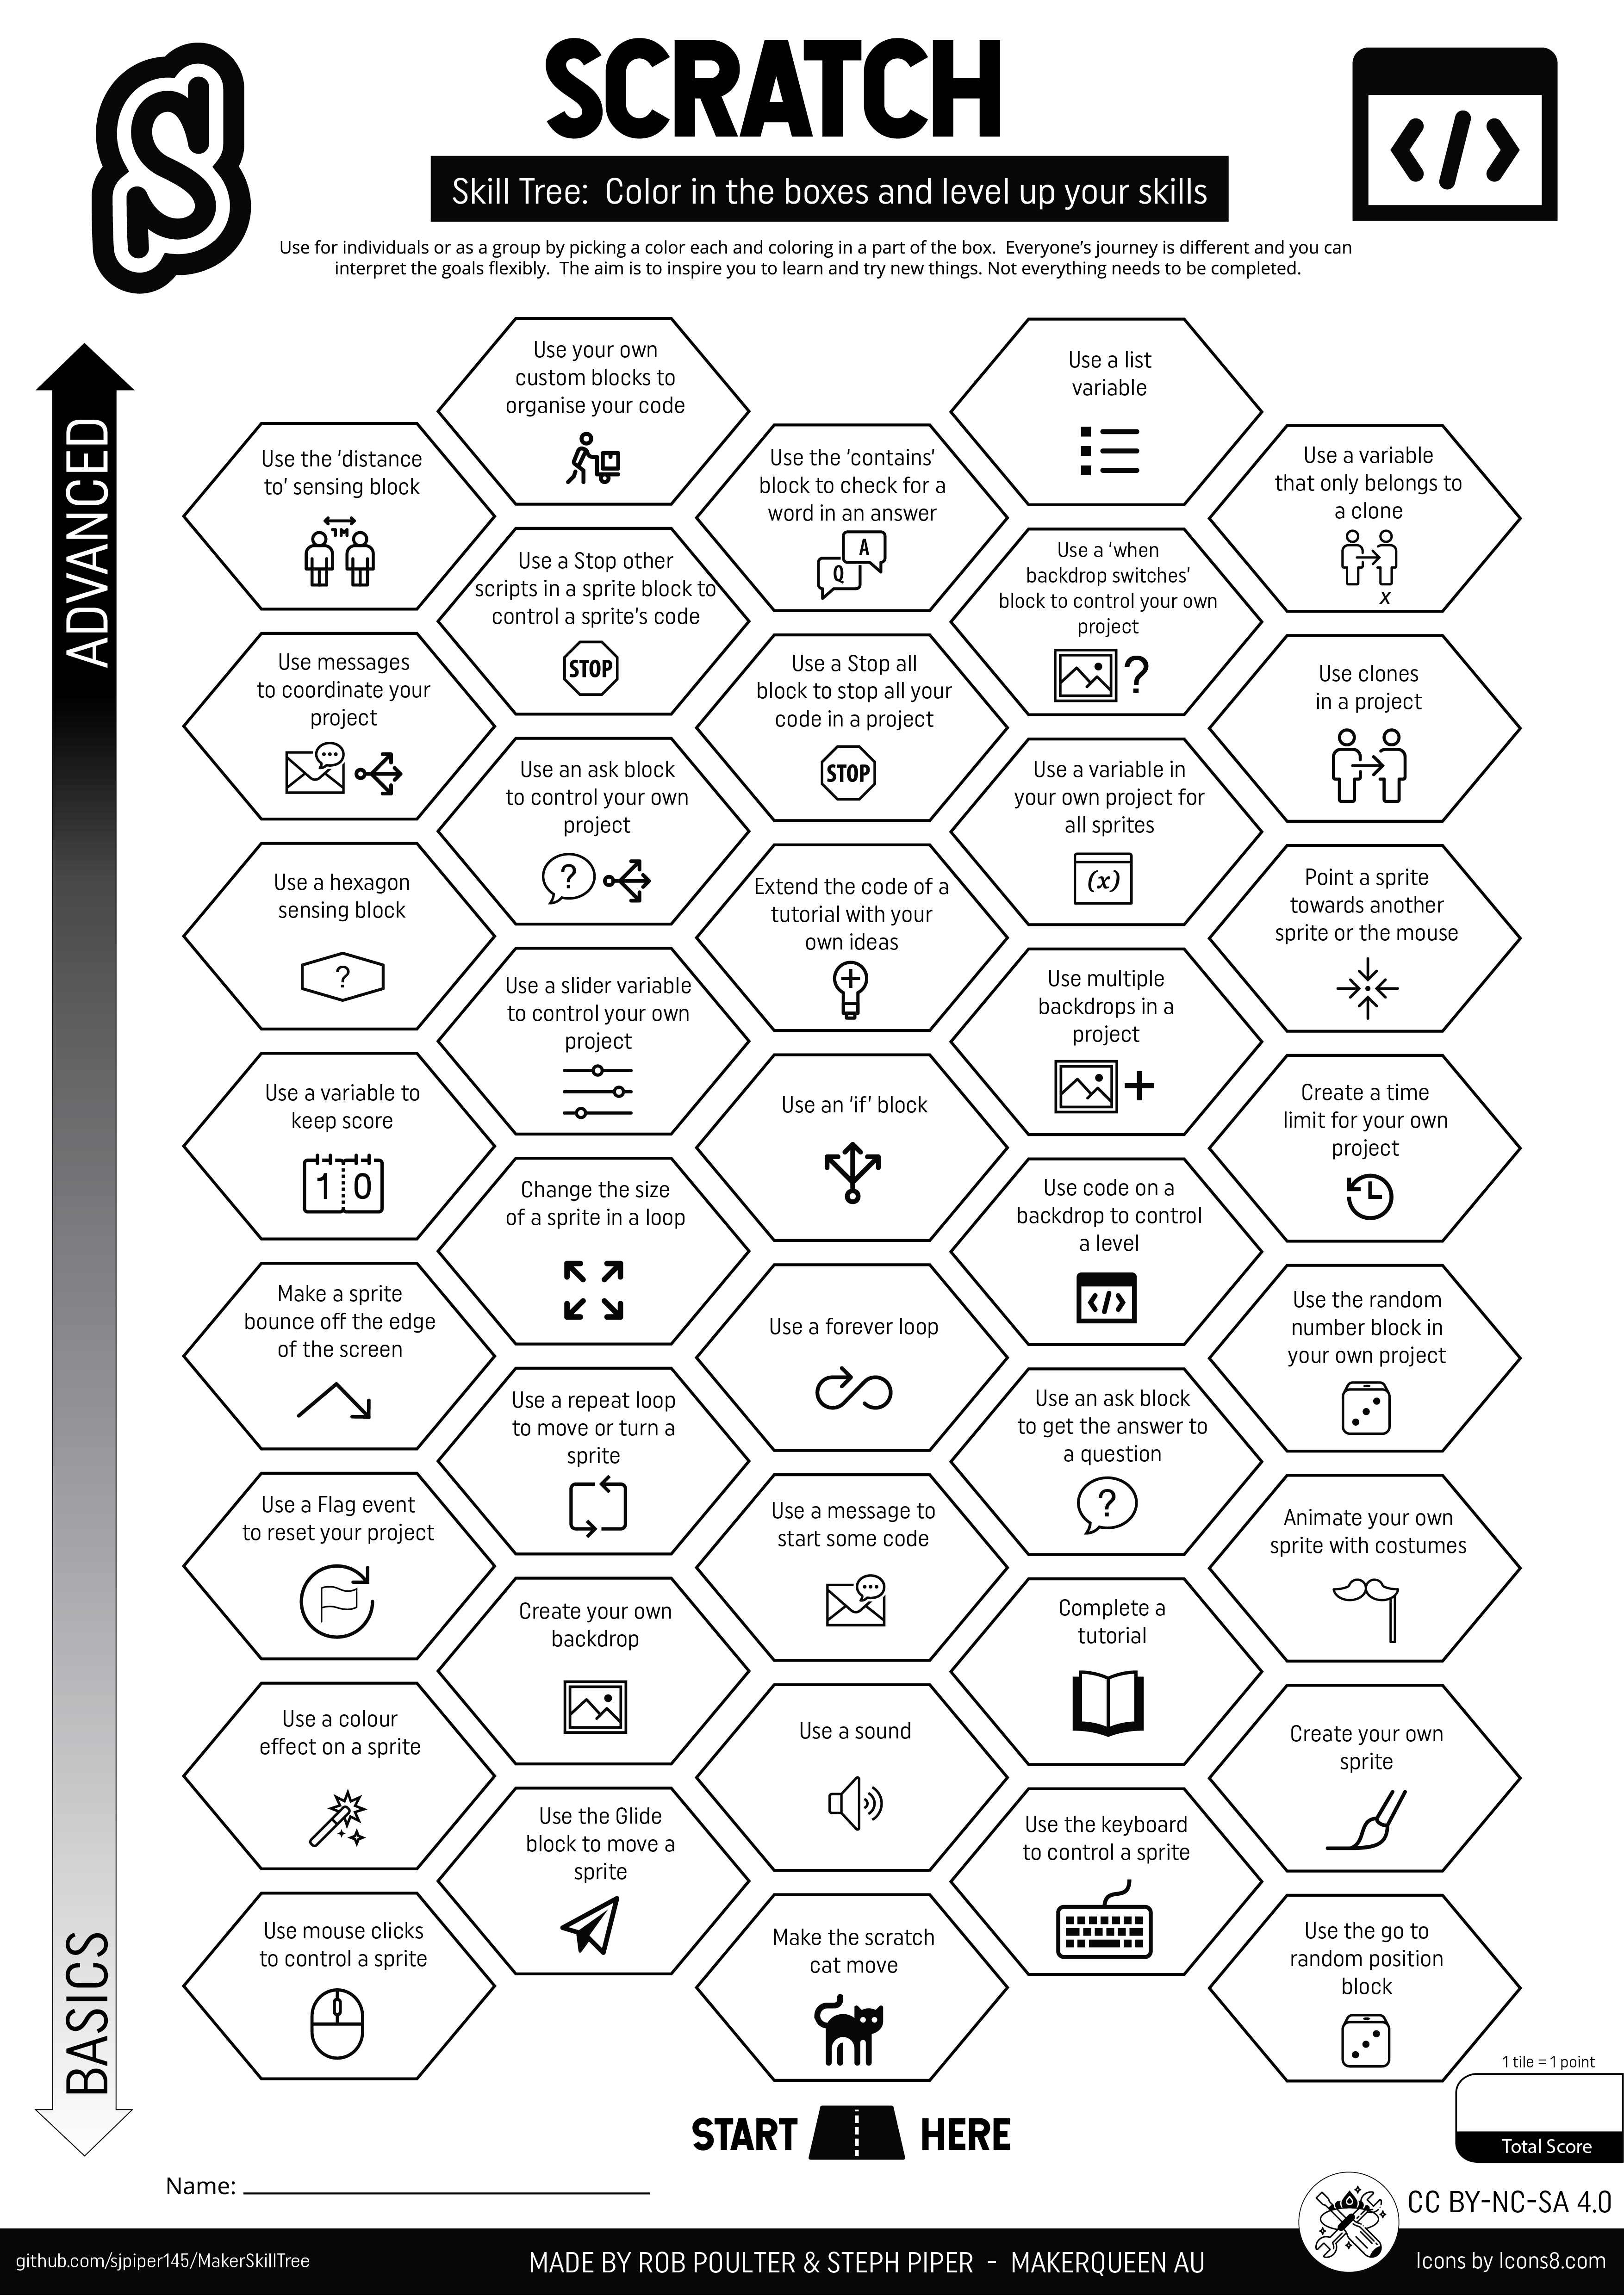 S
SCRATCH
</>
Skill Tree:  Color in the boxes and level up your skills
Use for individuals or as a group by picking a color each and coloring in a part of the box.  Everyone's journey is different and you can
interpret the goals flexibly.  The aim is to inspire you to learn and try new things. Not everything needs to be completed.
ADVANCED
Use your own
custom blocks to
organise your code
Use a list
variable
Use the 'distance
to' sensing block
1M
Use the 'contains'
block to check for a
word in an answer
A
Q
Use a variable
that only belongs to
a clone
x
Use a Stop other
scripts in a sprite block to
control a sprite's code
STOP
Use a 'when
backdrop switches'
block to control your own
project
?
Use messages
to coordinate your
project
Use a Stop all
block to stop all your
code in a project
STOP
Use clones
in a project
Use an ask block
to control your own
project
?
Use a variable in
your own project for
all sprites
(x)
Use a hexagon
sensing block
?
Extend the code of a
tutorial with your
own ideas
Point a sprite
towards another
sprite or the mouse
Use a slider variable
to control your own
project
Use multiple
backdrops in a
project
+
Use a variable to
keep score
1 0
Use an 'if' block
Create a time
limit for your own
project
Change the size
of a sprite in a loop
Use code on a
backdrop to control
a level
</>
Make a sprite
bounce off the edge
of the screen
Use a forever loop
Use the random
number block in
your own project
Use a repeat loop
to move or turn a
sprite
Use an ask block
to get the answer to
a question
?
Use a Flag event
to reset your project
Use a message to
start some code
Animate your own
sprite with costumes
Create your own
backdrop
Complete a
tutorial
Use a colour
effect on a sprite
Use a sound
Create your own
sprite
Use the Glide
block to move a
sprite
Use the keyboard
to control a sprite
Use mouse clicks
to control a sprite
Make the scratch
cat move
Use the go to
random position
block
BASICS
1 tile = 1 point
Total Score
START HERE
Name:
CC BY-NC-SA 4.0
github.com/sjpiper145/MakerSkillTree
MADE BY ROB POULTER & STEPH PIPER  -  MAKERQUEEN AU
Icons by Icons8.com